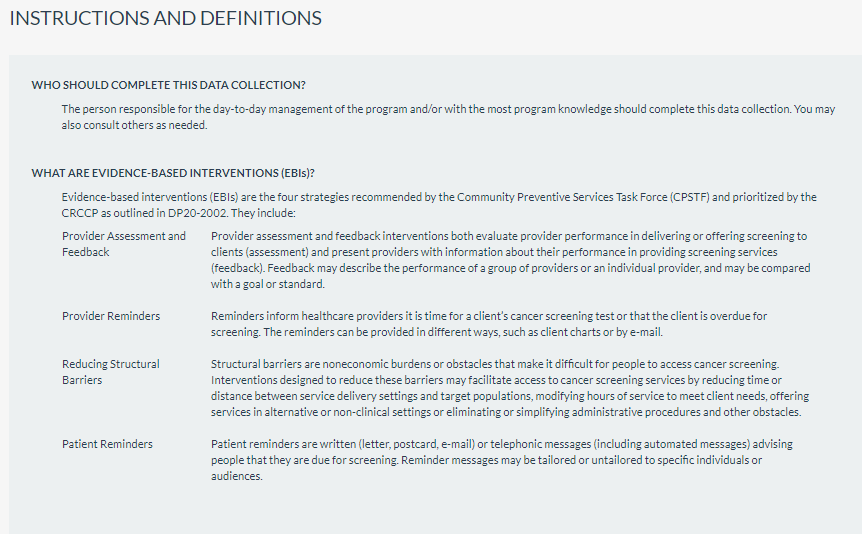 INSTRUCTIONS AND DEFINITIONS
WHO SHOULD COMPLETE THIS DATA COLLECTION?
The person responsible for the day-to-day management of the program and/or with the most program knowledge should complete this data collection. You may
also consult others as needed.
WHAT ARE EVIDENCE-BASED INTERVENTIONS (EBIs)?
Evidence-based interventions (EBIs) are the four strategies recommended by the Community Preventive Services Task Force (CPSTF) and prioritized by the
CRCCP as outlined in DP20-2002. They include:
Provider Assessment and
Feedback
Provider assessment and feedback interventions both evaluate provider performance in delivering or offering screening to
clients (assessment) and present providers with information about their performance in providing screening services
(feedback). Feedback may describe the performance of a group of providers or an individual provider, and may be compared
with a goal or standard.
Provider Reminders
Reminders inform healthcare providers it is time for a client's cancer screening test or that the client is overdue for
screening. The reminders can be provided in different ways, such as client charts or by e-mail.
Reducing Structural
Barriers
Structural barriers are noneconomic burdens or obstacles that make it difficult for people to access cancer screening.
Interventions designed to reduce these barriers may facilitate access to cancer screening services by reducing time or
distance between service delivery settings and target populations, modifying hours of service to meet client needs, offering
services in alternative or non-clinical settings or eliminating or simplifying administrative procedures and other obstacles.
Patient Reminders
Patient reminders are written (letter, postcard, e-mail) or telephonic messages (including automated messages) advising
people that they are due for screening. Reminder messages may be tailored or untailored to specific individuals or
audiences.